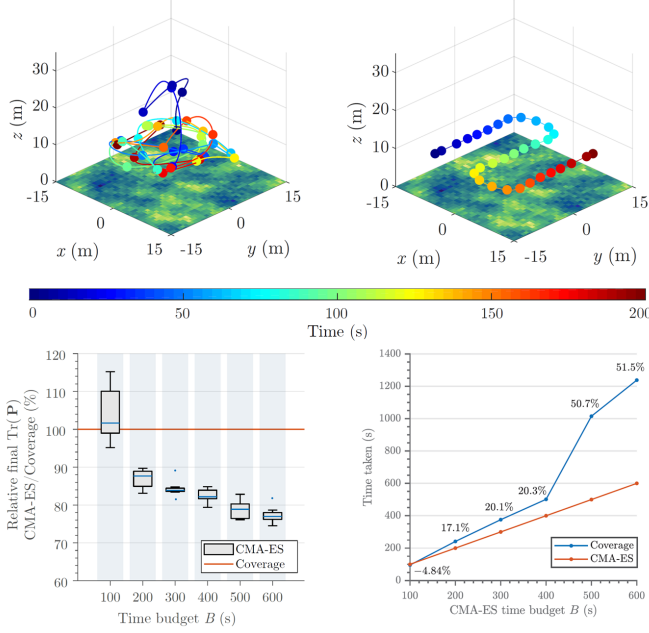 30
20
10
0
z (m)
-15
0
15
x (m)
-15
0
15
y (m)
30
20
10
0
z (m)
-15
0
15
x (m)
-15
0
15
y (m)
0
50
100
150
200
Time (s)
120
110
100
90
80
70
60
Relative final Tr(P)
CMA-ES/Coverage (%)
100 200 300 400 500 600
Time budget B (s)
CMA-ES
Coverage
1400
1200
1000
800
600
400
200
0
Time taken (s)
−4.84%
17.1%
20.1%
20.3%
50.7%
51.5%
Coverage
CMA-ES
100 200 300 400 500 600
CMA-ES time budget B (s)